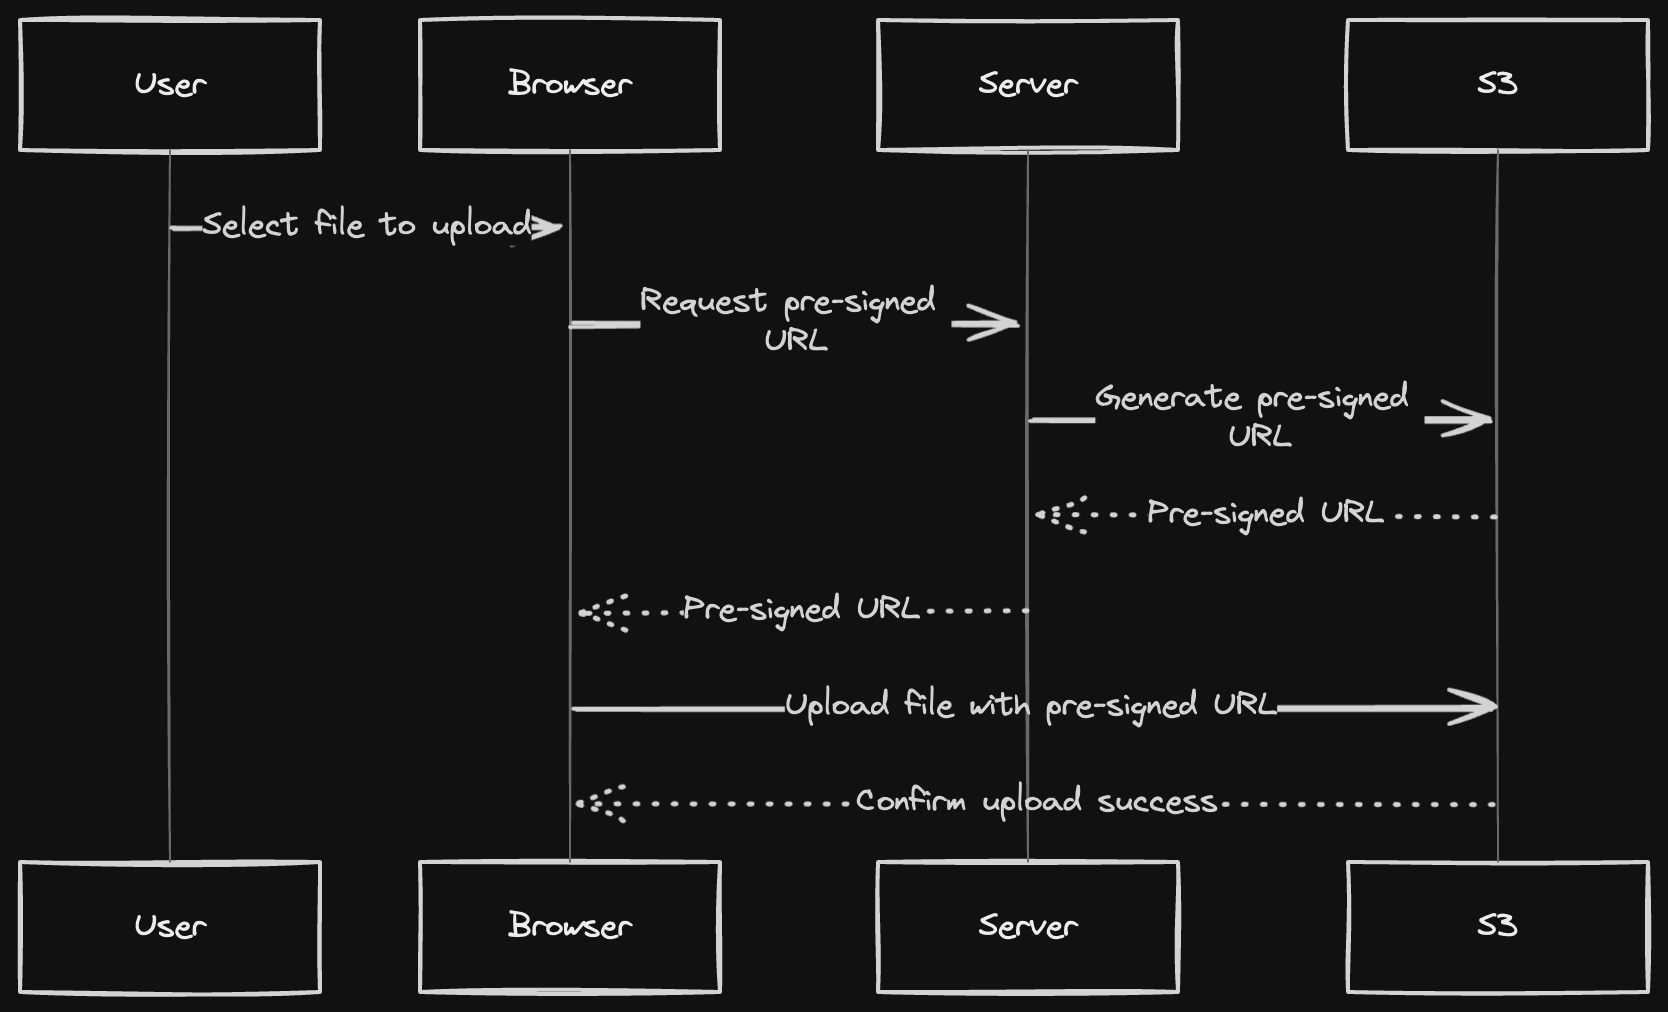 User
Browser
Server
S3
Select file to upload
Request pre-signed
URL
Generate pre-signed
URL
Pre-signed URL
Pre-signed URL
Upload file with pre-signed URL
Confirm upload success
User
Browser
Server
S3